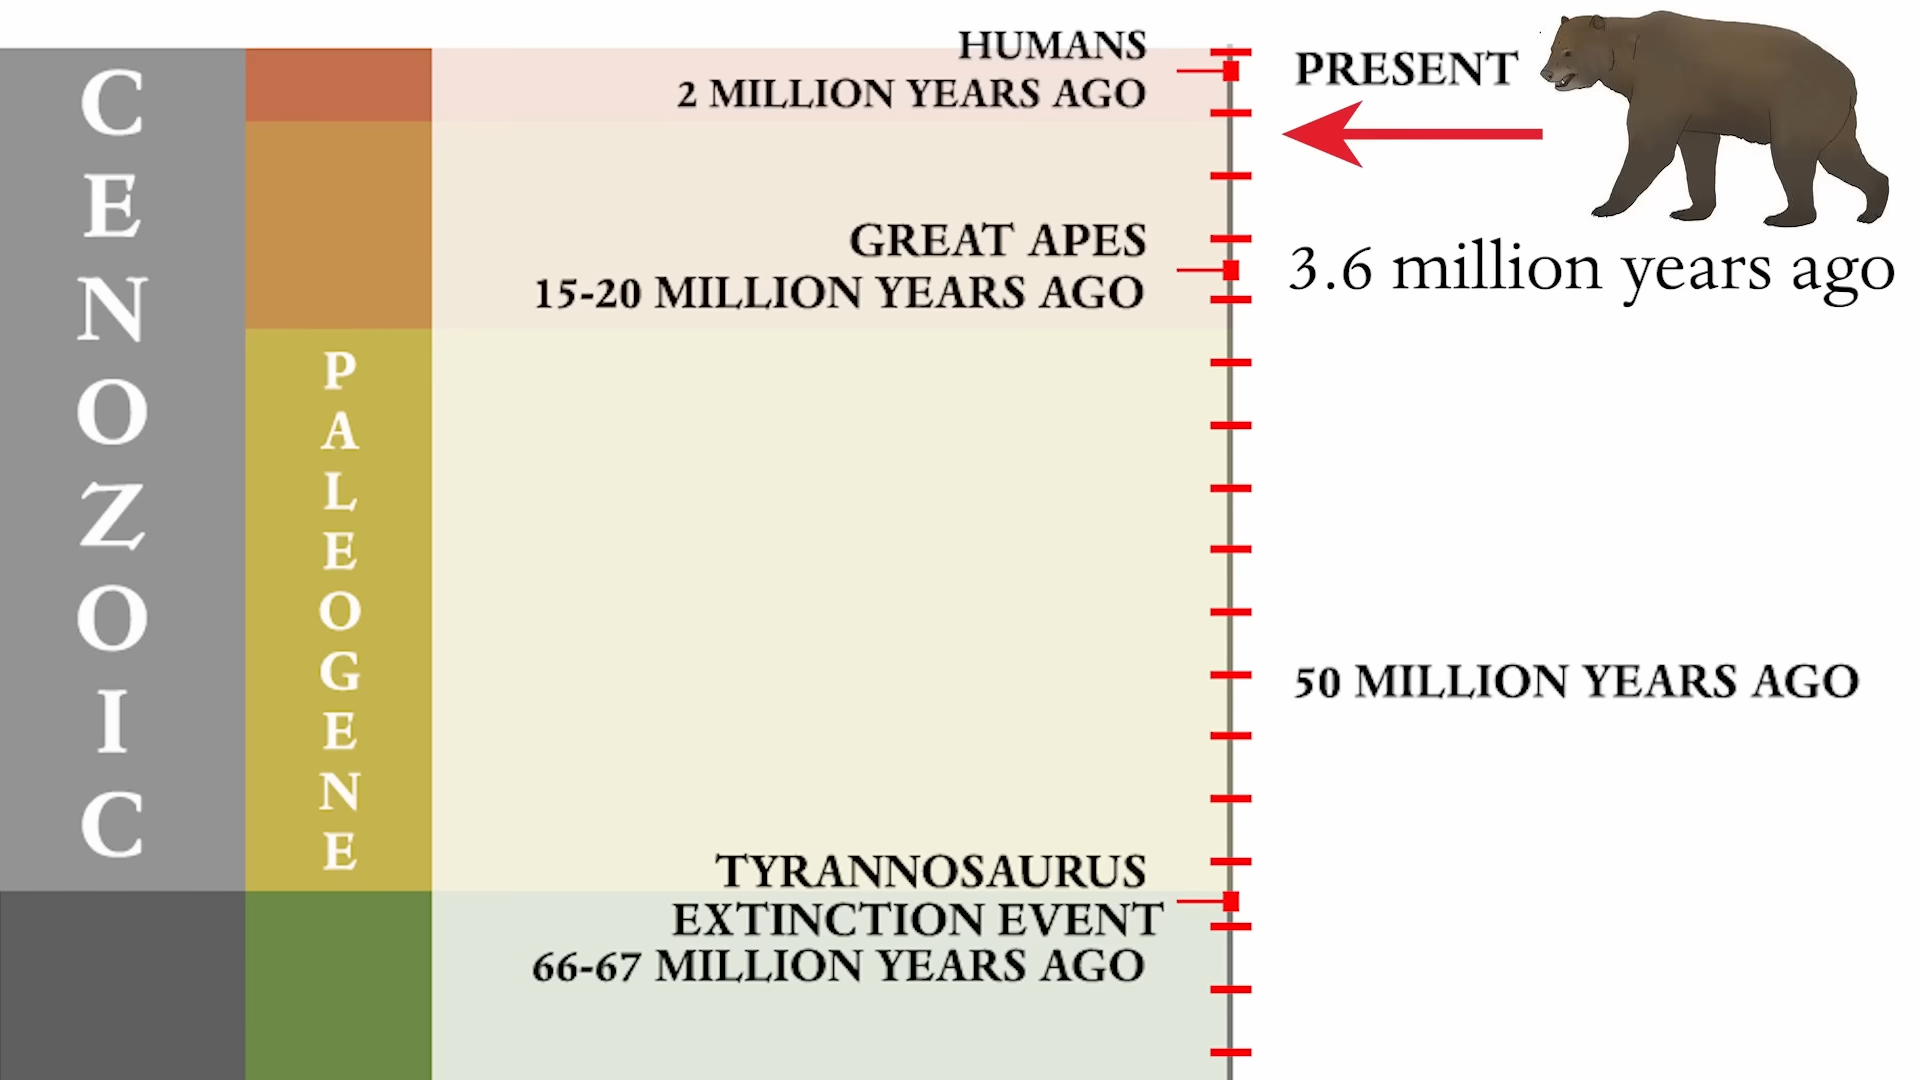 CENOZOIC
PALEOGENE
HUMANS
2 MILLION YEARS AGO
GREAT APES
15-20 MILLION YEARS AGO
TYRANNOSAURUS
EXTINCTION EVENT
66-67 MILLION YEARS AGO
PRESENT
3.6 million years ago
50 MILLION YEARS AGO